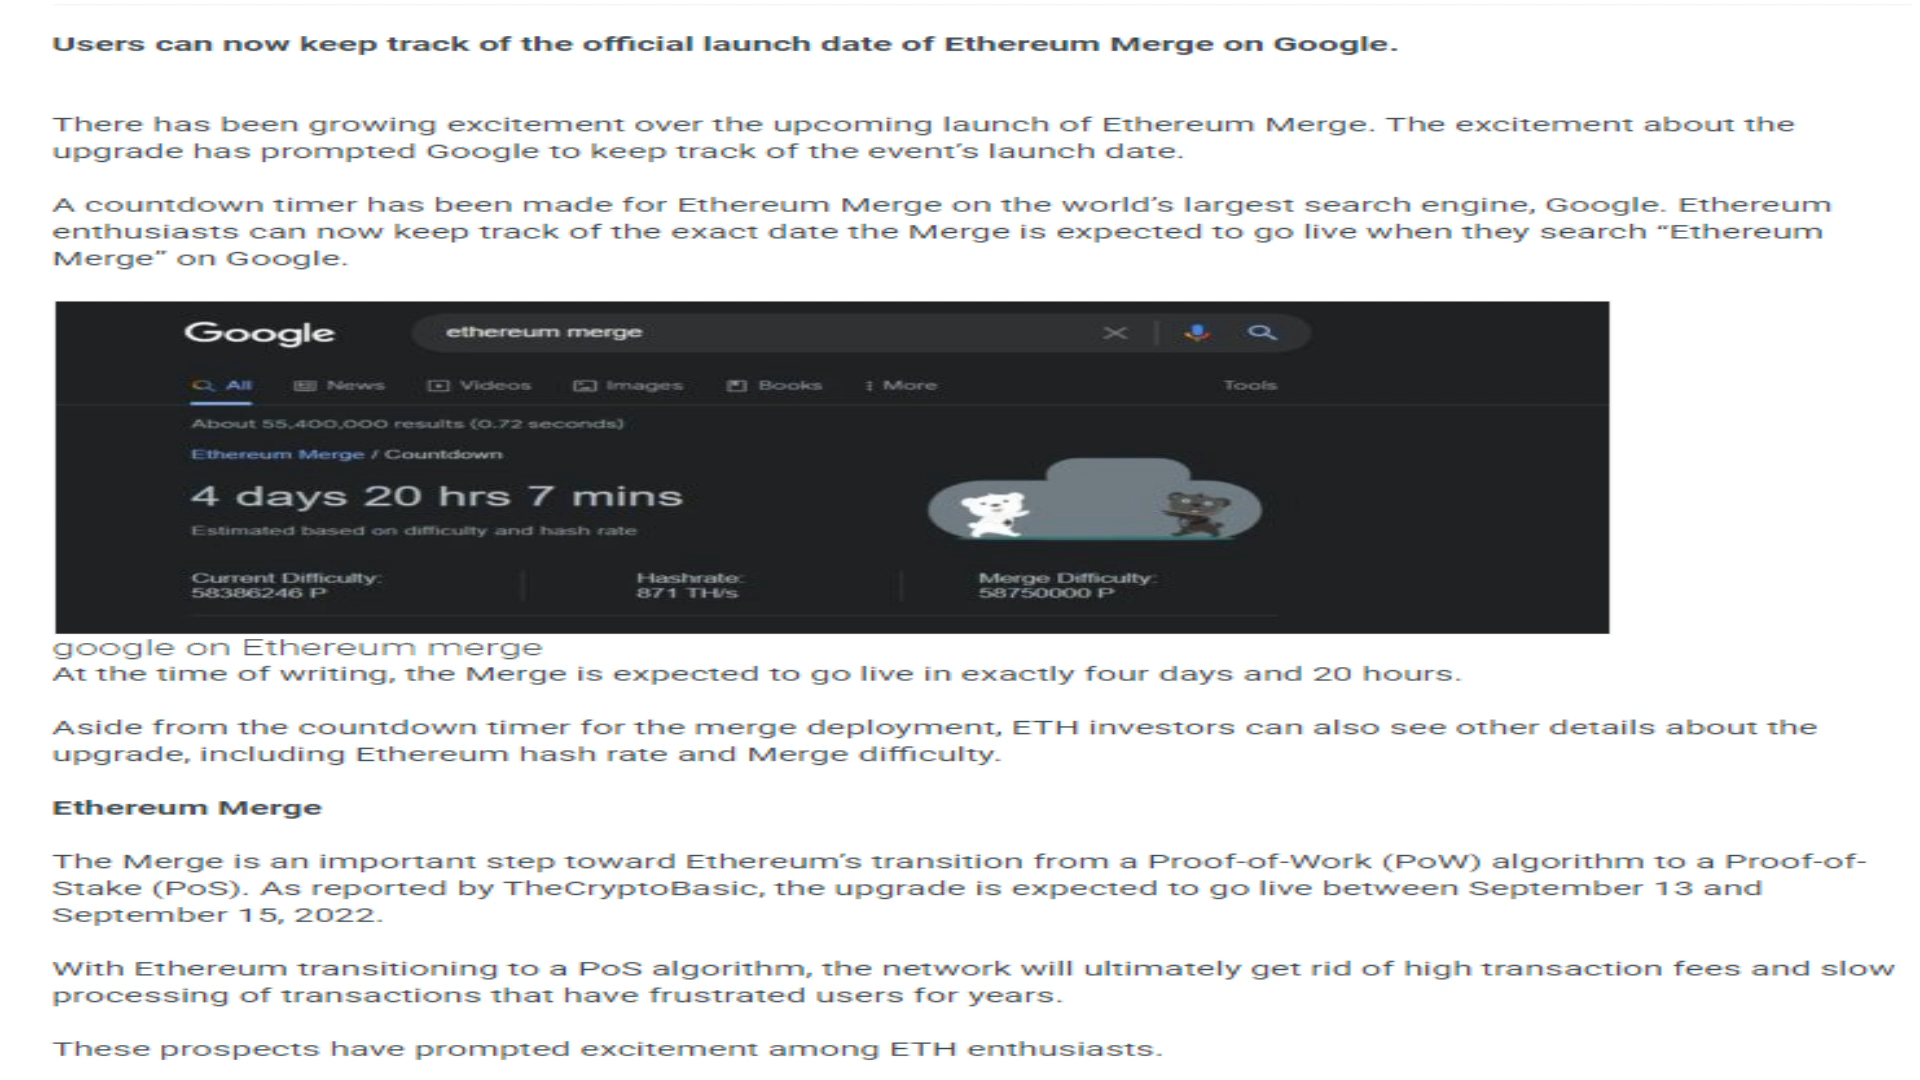 Users can now keep track of the official launch date of Ethereum Merge on Google.
There has been growing excitement over the upcoming launch of Ethereum Merge. The excitement about the
upgrade has prompted Google to keep track of the event’s launch date.
A countdown timer has been made for Ethereum Merge on the world’s largest search engine, Google. Ethereum
enthusiasts can now keep track of the exact date the Merge is expected to go live when they search “Ethereum
Merge” on Google.
Google ethereum merge
All News Videos Images Books More Tools
About 55,400,000 results (0.72 seconds)
Ethereum Merge / Countdown
4 days 20 hrs 7 mins
Estimated based on difficulty and hash rate
Current Difficulty: Hashrate: Merge Difficulty:
58386246 P 871 TH/s 58750000 P
google on Ethereum merge
At the time of writing, the Merge is expected to go live in exactly four days and 20 hours.
Aside from the countdown timer for the merge deployment, ETH investors can also see other details about the
upgrade, including Ethereum hash rate and Merge difficulty.
Ethereum Merge
The Merge is an important step toward Ethereum’s transition from a Proof-of-Work (PoW) algorithm to a Proof-of-
Stake (PoS). As reported by TheCryptoBasic, the upgrade is expected to go live between September 13 and
September 15, 2022.
With Ethereum transitioning to a PoS algorithm, the network will ultimately get rid of high transaction fees and slow
processing of transactions that have frustrated users for years.
These prospects have prompted excitement among ETH enthusiasts.